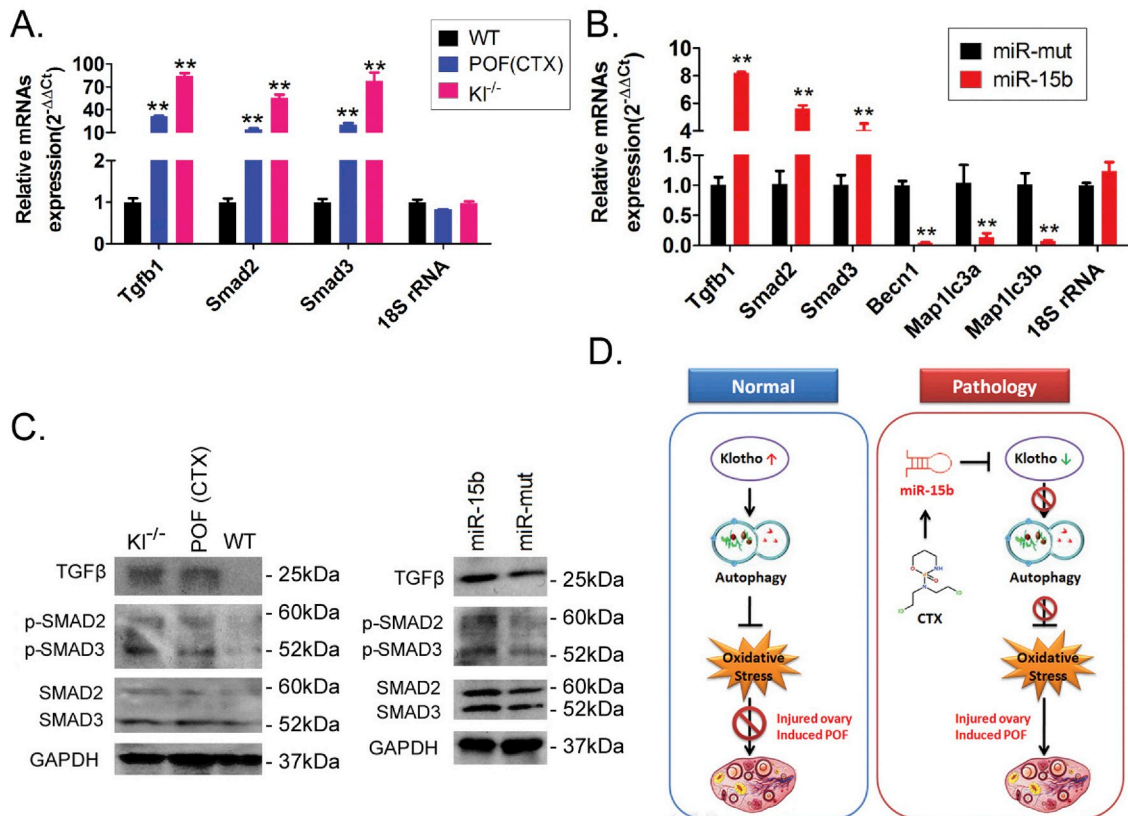 A.
WT
POF(CTX)
Kl-/-
Relative mRNAs
expression(2-ΔΔCt)
100
70
40
10
2
1
0
**
**
**
**
**
**
Tgfb1
Smad2
Smad3
18S rRNA
B.
miR-mut
miR-15b
Relative mRNAs
expression(2-ΔΔCt)
10
8
6
4
1.5
1.0
0.5
0.0
**
**
**
**
**
**
Tgfb1
Smad2
Smad3
Becn1
Map1lc3a
Map1lc3b
18S rRNA
C.
Kl-/-
POF (CTX)
WT
TGFβ
- 25kDa
p-SMAD2
- 60kDa
p-SMAD3
- 52kDa
SMAD2
- 60kDa
SMAD3
- 52kDa
GAPDH
- 37kDa
miR-15b
miR-mut
TGFβ
- 25kDa
p-SMAD2
- 60kDa
p-SMAD3
- 52kDa
SMAD2
- 60kDa
SMAD3
- 52kDa
GAPDH
- 37kDa
D.
Normal
Klotho ↑
Autophagy
Oxidative
Stress
Injured ovary
Induced POF
Pathology
miR-15b
Klotho ↓
CTX
O
NH
P
O
N
Cl
Cl
Autophagy
Oxidative
Stress
Injured ovary
Induced POF